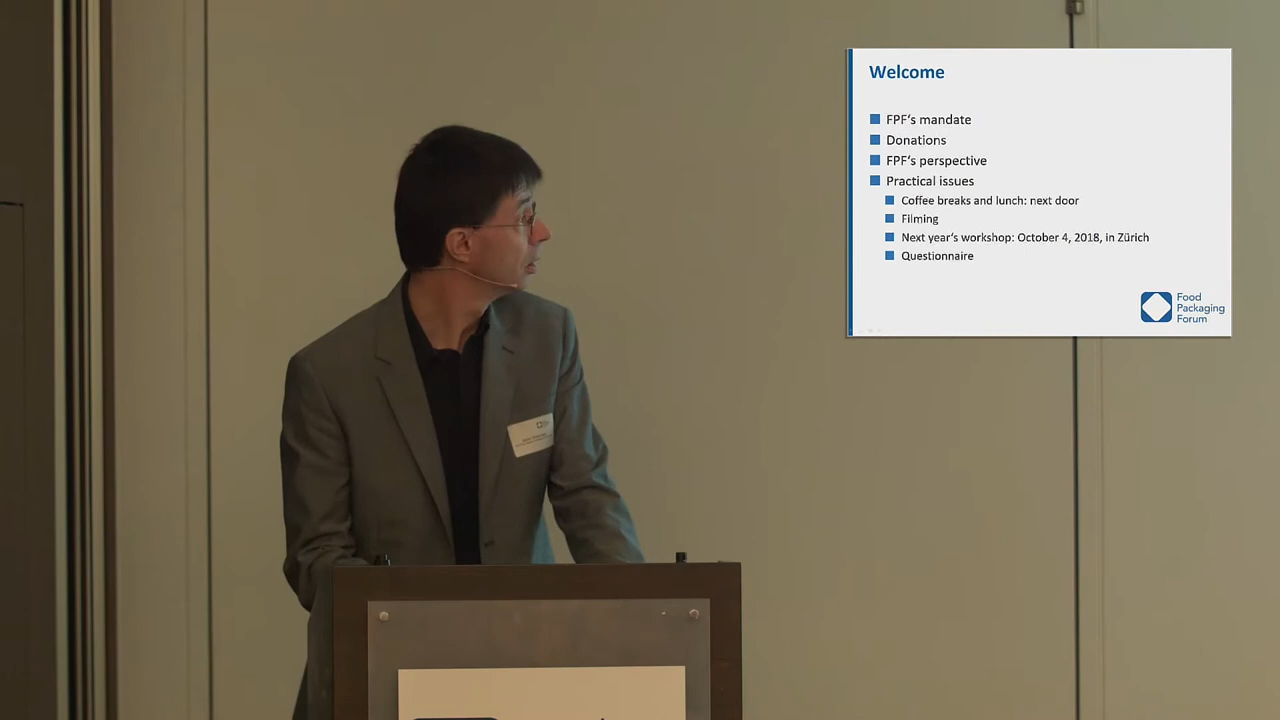 Welcome
FPF's mandate
Donations
FPF's perspective
Practical issues
Coffee breaks and lunch: next door
Filming
Next year's workshop: October 4, 2018, in Zürich
Questionnaire
Food
Packaging
Forum